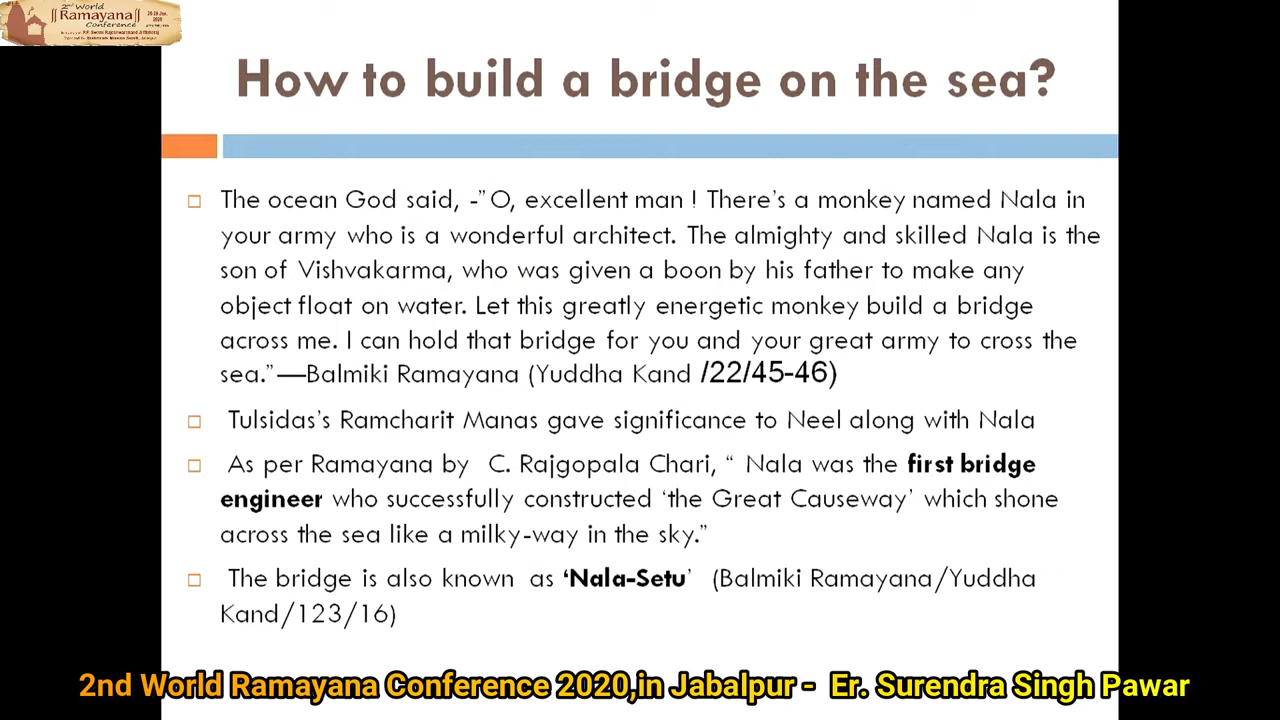 2nd World
||Ramayana||
Conference
How to build a bridge on the sea?
The ocean God said, -”O, excellent man ! There’s a monkey named Nala in
your army who is a wonderful architect. The almighty and skilled Nala is the
son of Vishvakarma, who was given a boon by his father to make any
object float on water. Let this greatly energetic monkey build a bridge
across me. I can hold that bridge for you and your great army to cross the
sea.”—Balmiki Ramayana (Yuddha Kand /22/45-46)
Tulsidas’s Ramcharit Manas gave significance to Neel along with Nala
As per Ramayana by C. Rajgopala Chari, “ Nala was the first bridge
engineer who successfully constructed ‘the Great Causeway’ which shone
across the sea like a milky-way in the sky.”
The bridge is also known as ‘Nala-Setu’ (Balmiki Ramayana/Yuddha
Kand/123/16)
2nd World Ramayana Conference 2020,in Jabalpur - Er. Surendra Singh Pawar